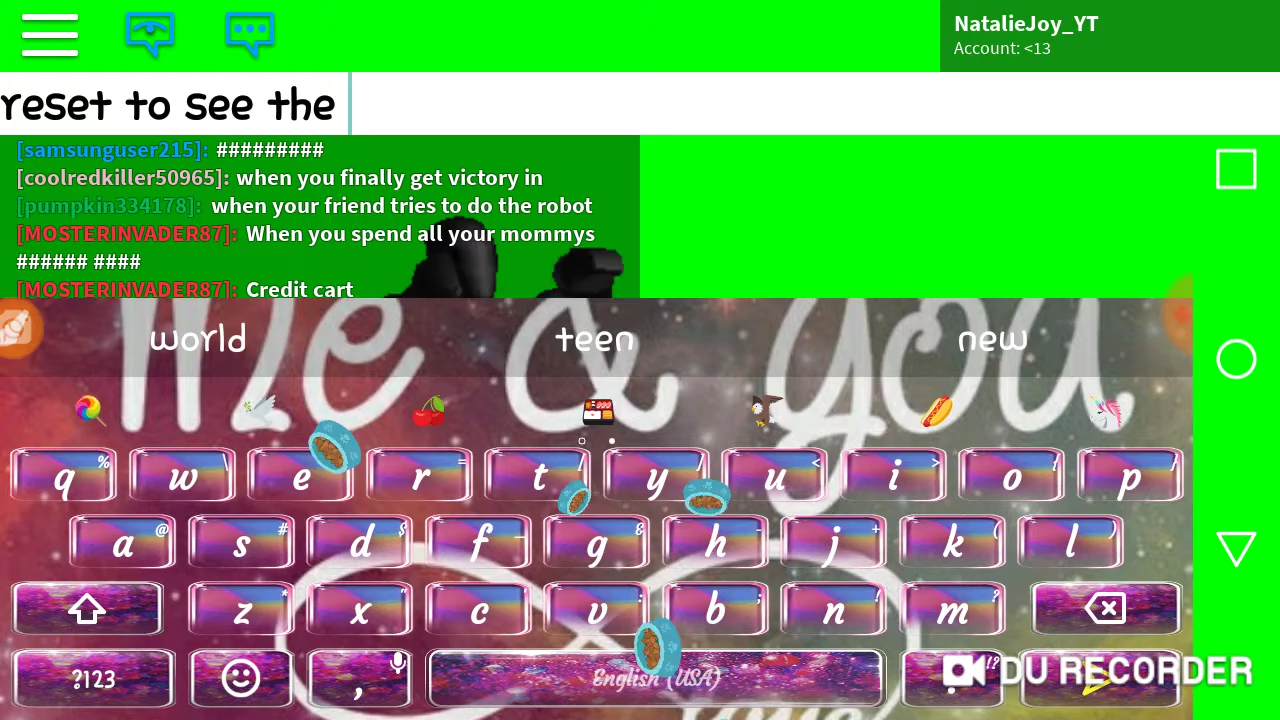 NatalieJoy_YT
Account: <13
reset to see the
[samsunguser215]: #########
[coolredkiller50965]: when you finally get victory in
[pumpkin334178]: when your friend tries to do the robot
[MOSTERINVADER87]: When you spend all your mommys
###### ####
[MOSTERINVADER87]: Credit cart
me & you
world teen new
q % w \ e r = t [ y ] u < i > o { p }
a @ s # d $ f _ g & h - j + k ( l )
z * x " c ' v : b ; n ! m ?
?123 , English (USA) . !?
DU RECORDER